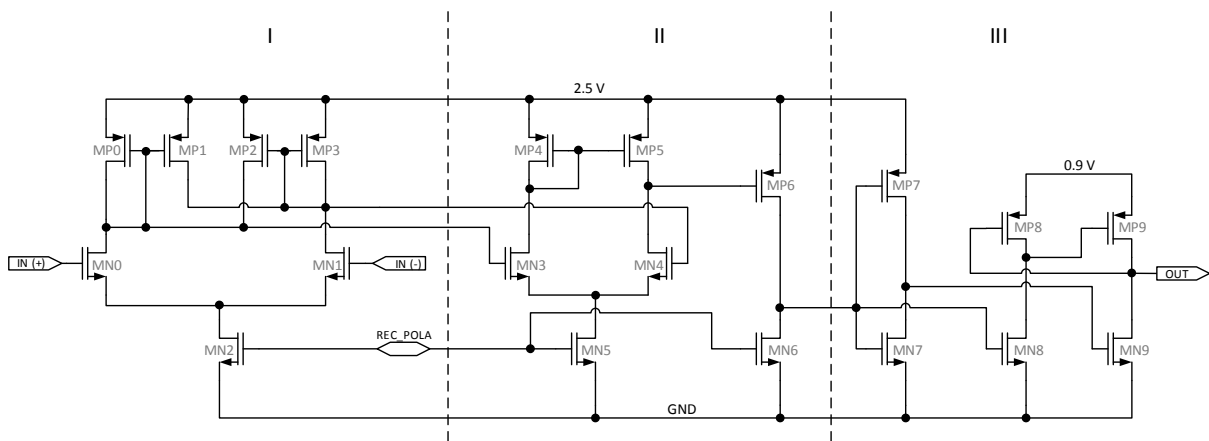 I
II
III
2.5 V
MP0
MP1
MP2
MP3
MP4
MP5
MP6
MP7
0.9 V
MP8
MP9
IN (+)
MN0
MN1
IN (-)
MN3
MN4
OUT
REC_POLA
MN2
MN5
MN6
MN7
MN8
MN9
GND